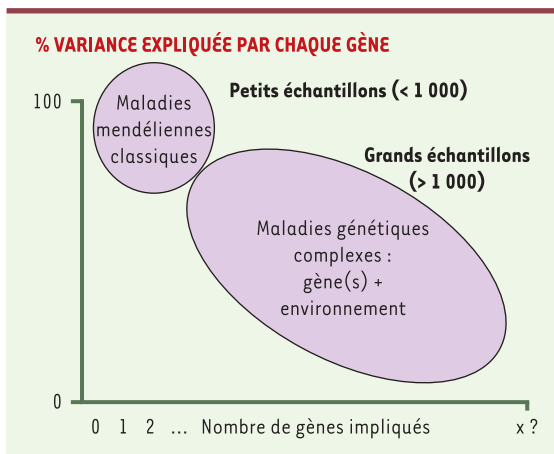 % VARIANCE EXPLIQUÉE PAR CHAQUE GÈNE
100
Maladies
mendéliennes
classiques
Petits échantillons (< 1 000)
Grands échantillons
(> 1 000)
Maladies génétiques
complexes :
gène(s) +
environnement
0
0 1 2 ... Nombre de gènes impliqués x ?